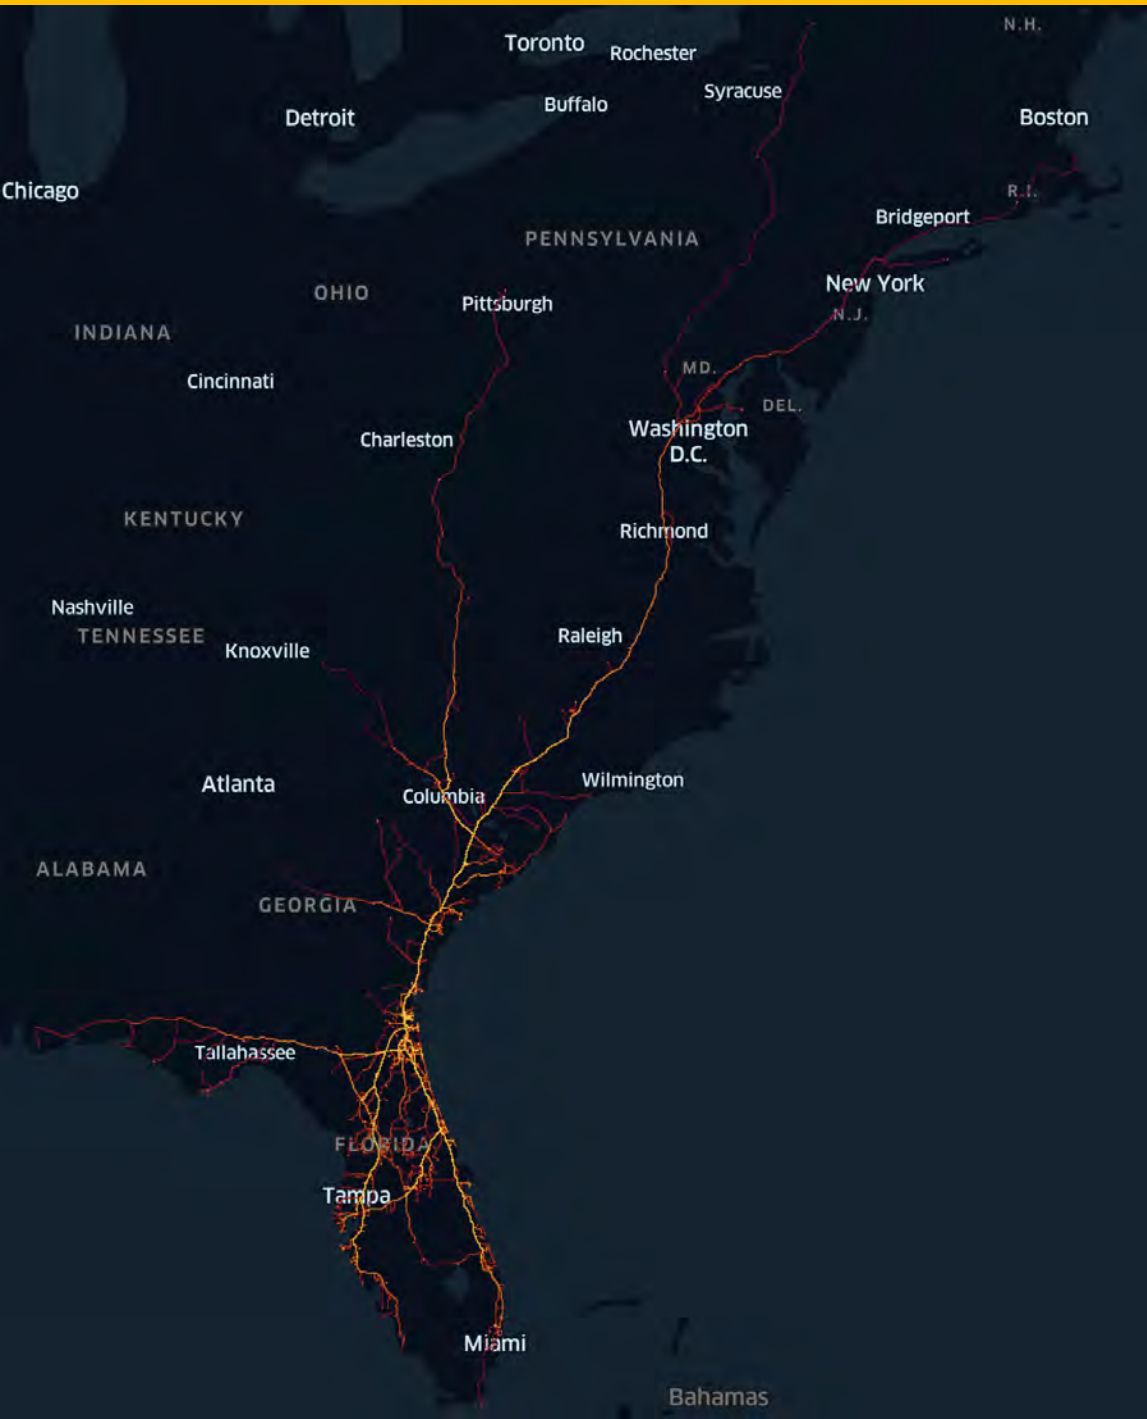 N.H.
Toronto
Rochester
Syracuse
Buffalo
Detroit
Boston
Chicago
R.I.
Bridgeport
PENNSYLVANIA
New York
OHIO
Pittsburgh
N.J.
INDIANA
MD.
Cincinnati
DEL.
Washington
D.C.
Charleston
KENTUCKY
Richmond
Nashville
TENNESSEE
Raleigh
Knoxville
Atlanta
Wilmington
Columbia
ALABAMA
GEORGIA
Tallahassee
FLORIDA
Tampa
Miami
Bahamas